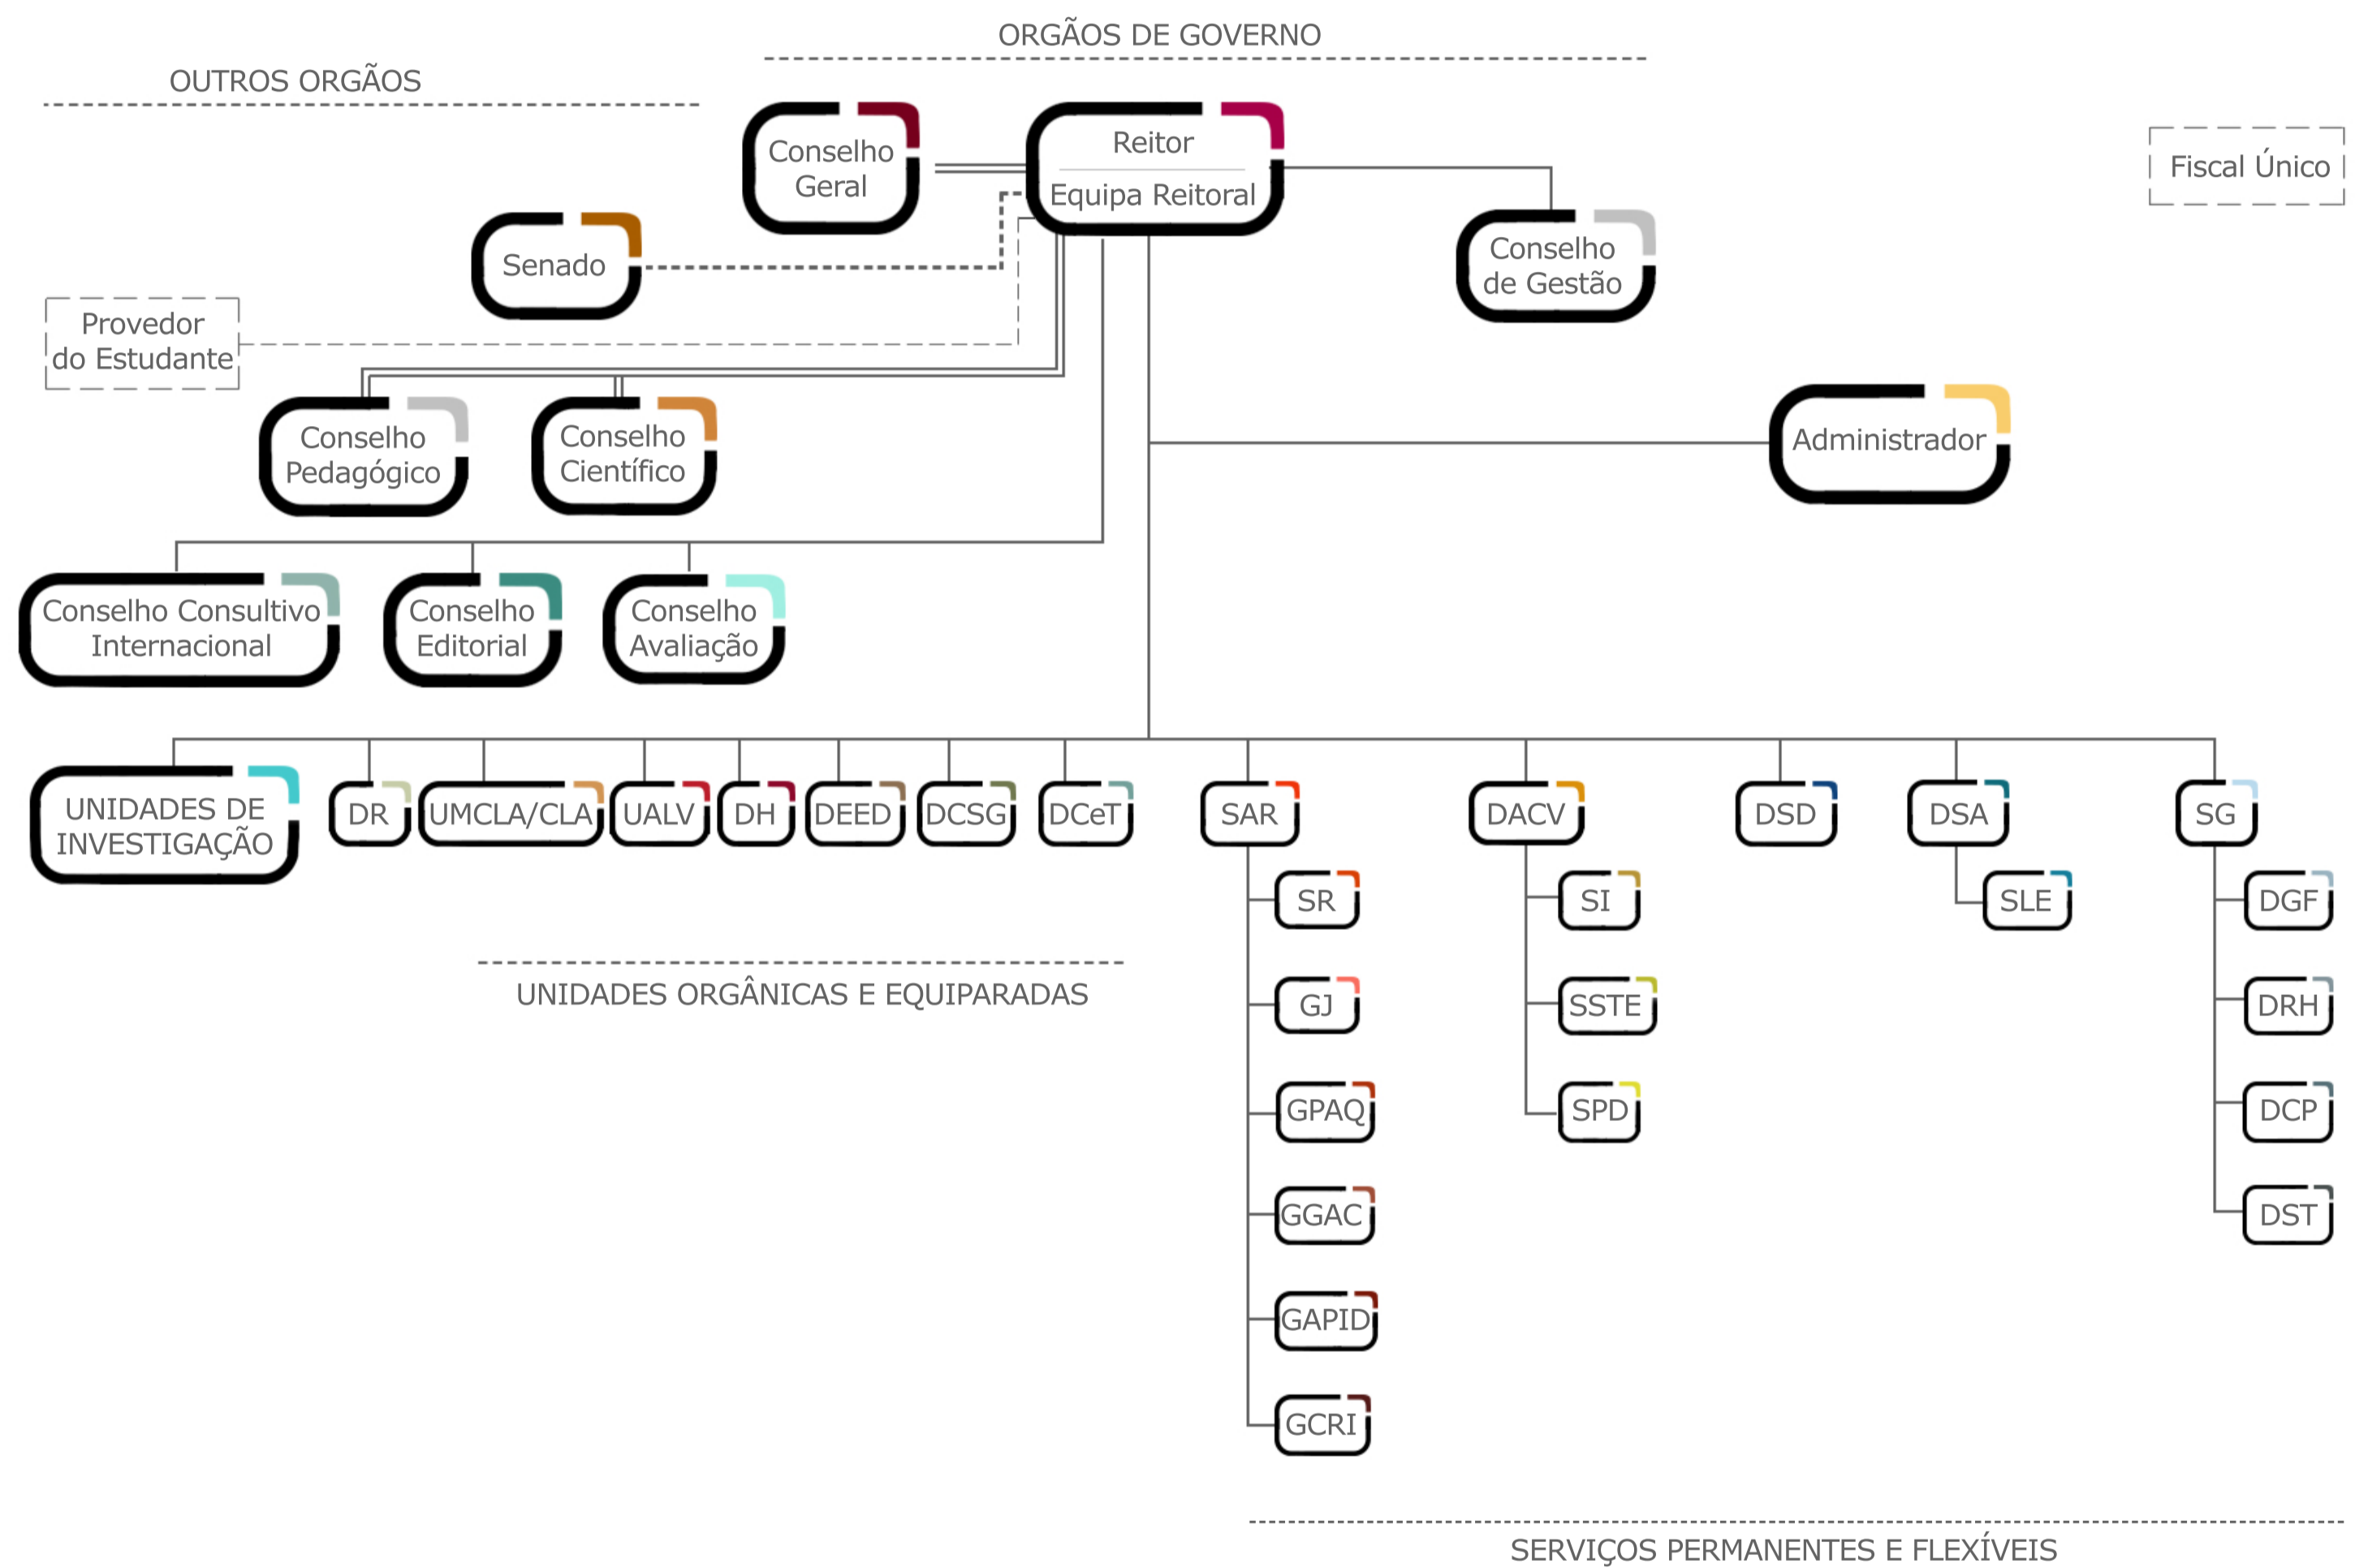 ORGÃOS DE GOVERNO
OUTROS ORGÃOS
Conselho
Geral
Reitor
Equipa Reitoral
Fiscal Único
Senado
Conselho
de Gestão
Provedor
do Estudante
Conselho
Pedagógico
Conselho
Científico
Administrador
Conselho Consultivo
Internacional
Conselho
Editorial
Conselho
Avaliação
UNIDADES DE
INVESTIGAÇÃO
DR
UMCLA/CLA
UALV
DH
DEED
DCSG
DCeT
SAR
DACV
DSD
DSA
SG
SR
SI
SLE
DGF
UNIDADES ORGÂNICAS E EQUIPARADAS
GJ
SSTE
DRH
GPAQ
SPD
DCP
GGAC
DST
GAPID
GCRI
SERVIÇOS PERMANENTES E FLEXÍVEIS